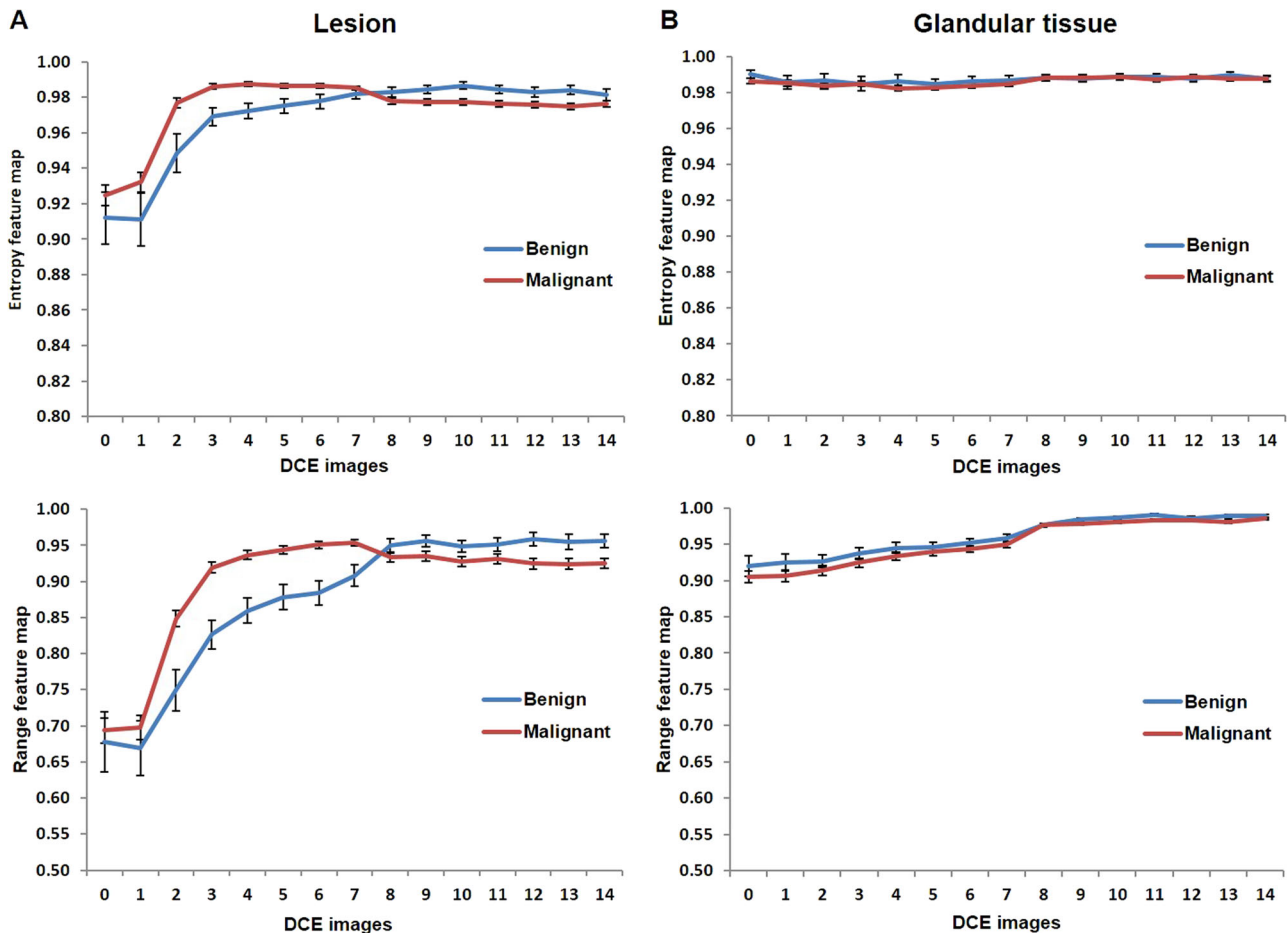 A
Lesion
Entropy feature map
1.00
0.98
0.96
0.94
0.92
0.90
0.88
0.86
0.84
0.82
0.80
Benign
Malignant
0 1 2 3 4 5 6 7 8 9 10 11 12 13 14
DCE images
B
Glandular tissue
Entropy feature map
1.00
0.98
0.96
0.94
0.92
0.90
0.88
0.86
0.84
0.82
0.80
Benign
Malignant
0 1 2 3 4 5 6 7 8 9 10 11 12 13 14
DCE images
Range feature map
1.00
0.95
0.90
0.85
0.80
0.75
0.70
0.65
0.60
0.55
0.50
Benign
Malignant
0 1 2 3 4 5 6 7 8 9 10 11 12 13 14
DCE images
Range feature map
1.00
0.95
0.90
0.85
0.80
0.75
0.70
0.65
0.60
0.55
0.50
Benign
Malignant
0 1 2 3 4 5 6 7 8 9 10 11 12 13 14
DCE images